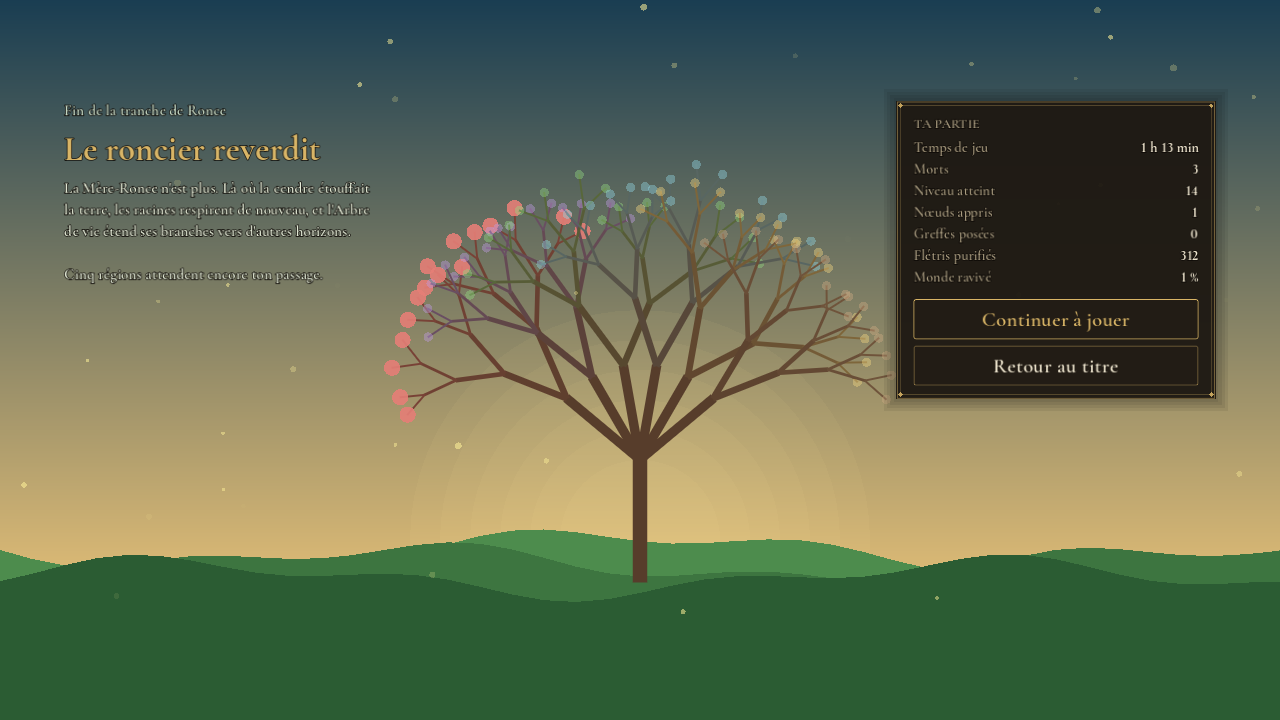 Fin de la tranche de Ronce
Le roncier reverdit
La Mère-Ronce n'est plus. Là où la cendre étouffait
la terre, les racines respirent de nouveau, et l'Arbre
de vie étend ses branches vers d'autres horizons.
Cinq régions attendent encore ton passage.
TA PARTIE
Temps de jeu 1 h 13 min
Morts 3
Niveau atteint 14
Nœuds appris 1
Greffes posées 0
Flétris purifiés 312
Monde ravivé 1 %
Continuer à jouer
Retour au titre